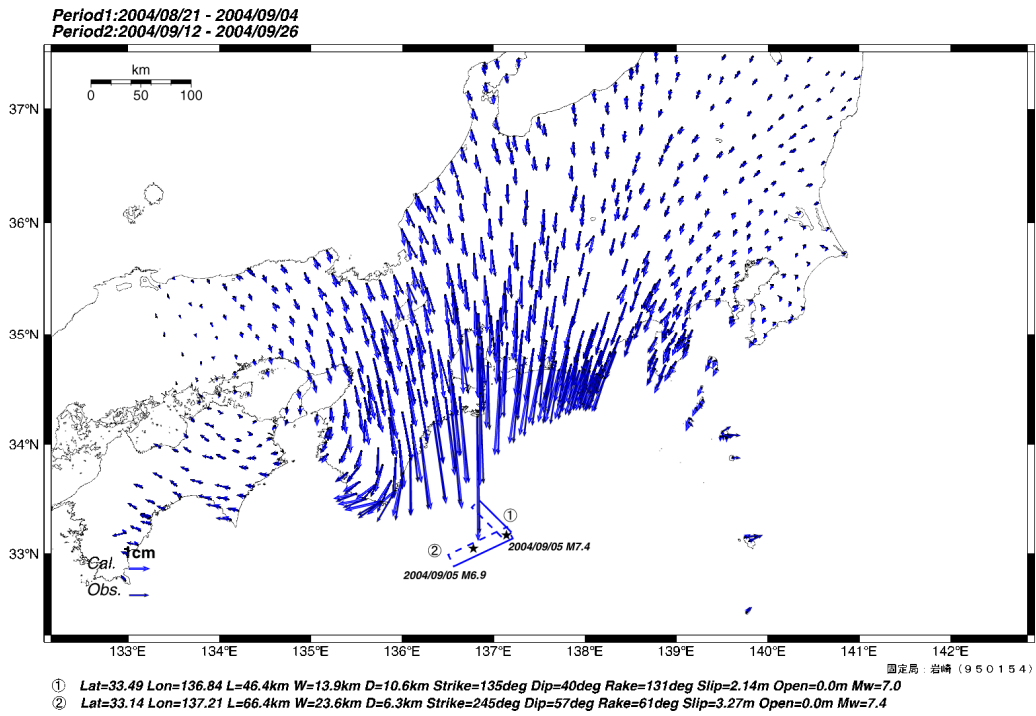 Period1:2004/08/21 - 2004/09/04
Period2:2004/09/12 - 2004/09/26
km
0 50 100
37°N
36°N
35°N
34°N
33°N
①
2004/09/05 M7.4
②
2004/09/05 M6.9
1cm
Cal.
Obs.
133°E 134°E 135°E 136°E 137°E 138°E 139°E 140°E 141°E 142°E
固定局:岩崎(950154)
① Lat=33.49 Lon=136.84 L=46.4km W=13.9km D=10.6km Strike=135deg Dip=40deg Rake=131deg Slip=2.14m Open=0.0m Mw=7.0
② Lat=33.14 Lon=137.21 L=66.4km W=23.6km D=6.3km Strike=245deg Dip=57deg Rake=61deg Slip=3.27m Open=0.0m Mw=7.4